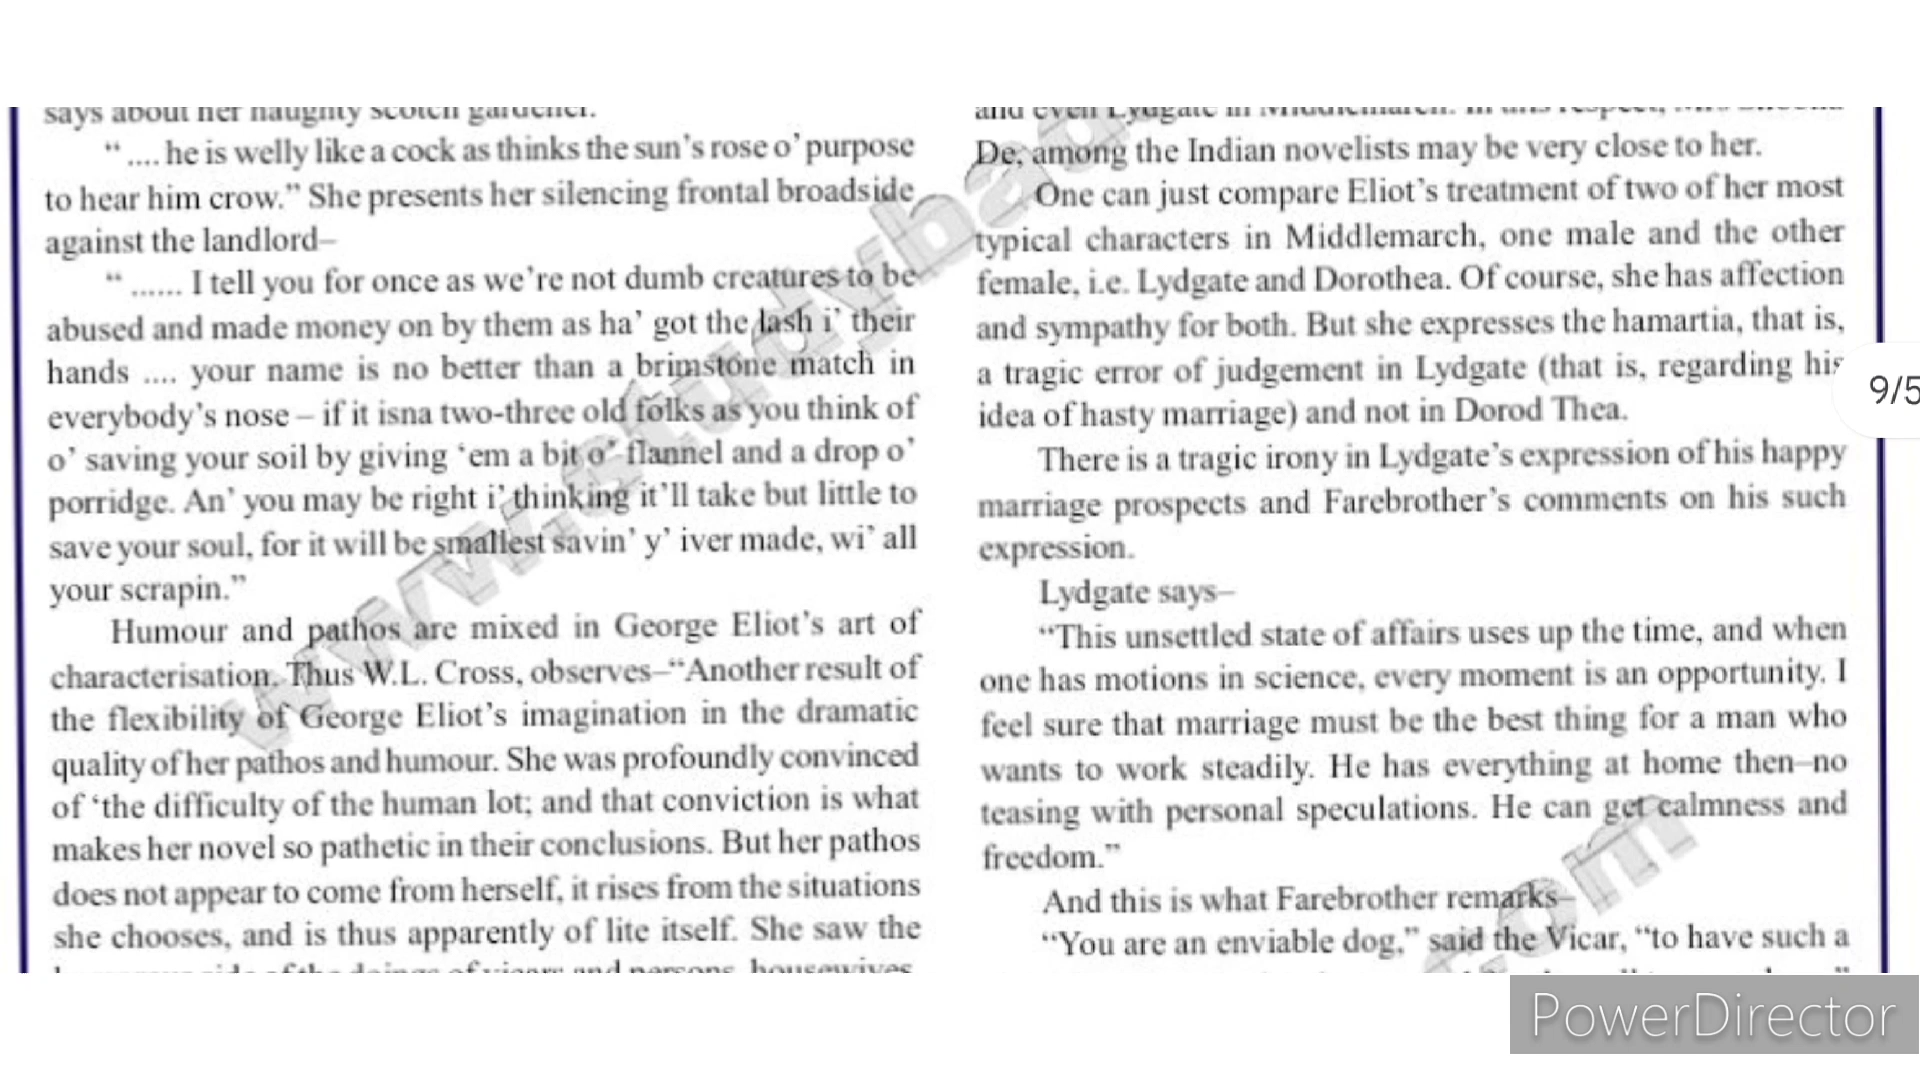 says about her naughty scotch gardener.
“ .... he is welly like a cock as thinks the sun’s rose o’ purpose
to hear him crow.” She presents her silencing frontal broadside
against the landlord–
“ ...... I tell you for once as we’re not dumb creatures to be
abused and made money on by them as ha’ got the lash i’ their
hands .... your name is no better than a brimstone match in
everybody’s nose – if it isna two-three old folks as you think of
o’ saving your soil by giving ‘em a bit o’ flannel and a drop o’
porridge. An’ you may be right i’ thinking it’ll take but little to
save your soul, for it will be smallest savin’ y’ iver made, wi’ all
your scrapin.”
Humour and pathos are mixed in George Eliot’s art of
characterisation. Thus W.L. Cross, observes–“Another result of
the flexibility of George Eliot’s imagination in the dramatic
quality of her pathos and humour. She was profoundly convinced
of ‘the difficulty of the human lot; and that conviction is what
makes her novel so pathetic in their conclusions. But her pathos
does not appear to come from herself, it rises from the situations
she chooses, and is thus apparently of lite itself. She saw the
side of the doings of vicars and persons, housewives,
and even Lydgate in Middlemarch. In this respect,
De, among the Indian novelists may be very close to her.
One can just compare Eliot’s treatment of two of her most
typical characters in Middlemarch, one male and the other
female, i.e. Lydgate and Dorothea. Of course, she has affection
and sympathy for both. But she expresses the hamartia, that is,
a tragic error of judgement in Lydgate (that is, regarding his
idea of hasty marriage) and not in Dorod Thea.
There is a tragic irony in Lydgate’s expression of his happy
marriage prospects and Farebrother’s comments on his such
expression.
Lydgate says–
“This unsettled state of affairs uses up the time, and when
one has motions in science, every moment is an opportunity. I
feel sure that marriage must be the best thing for a man who
wants to work steadily. He has everything at home then–no
teasing with personal speculations. He can get calmness and
freedom.”
And this is what Farebrother remarks–
“You are an enviable dog,” said the Vicar, “to have such a
9/5
PowerDirector